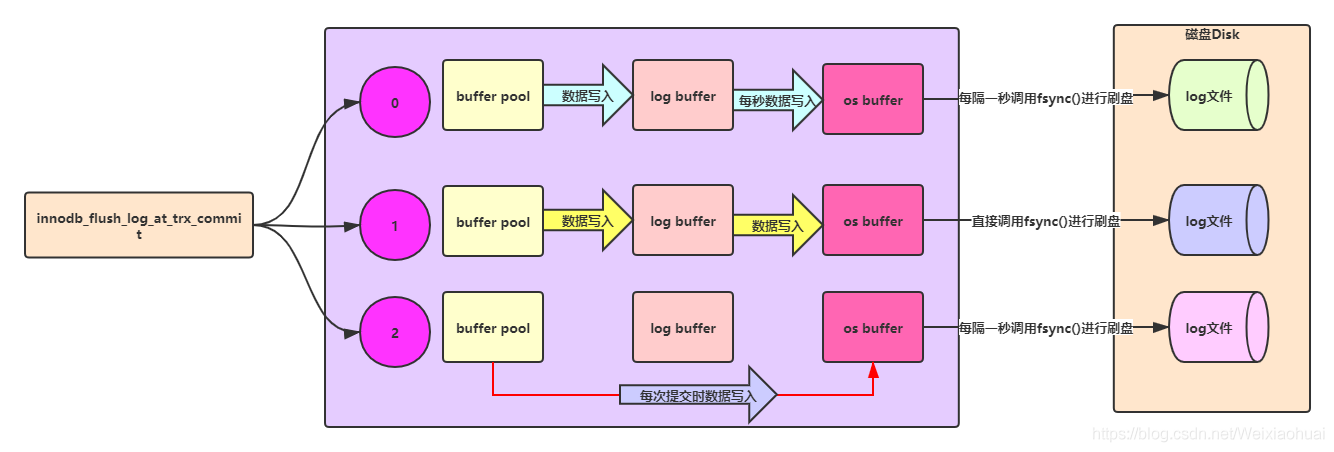 磁盘Disk
0
buffer pool
数据写入
log buffer
每秒数据写入
os buffer
每隔一秒调用fsync()进行刷盘
log文件
innodb_flush_log_at_trx_commi
t
1
buffer pool
数据写入
log buffer
数据写入
os buffer
直接调用fsync()进行刷盘
log文件
2
buffer pool
log buffer
os buffer
每隔一秒调用fsync()进行刷盘
log文件
每次提交时数据写入
https://blog.csdn.net/Weixiaohuai